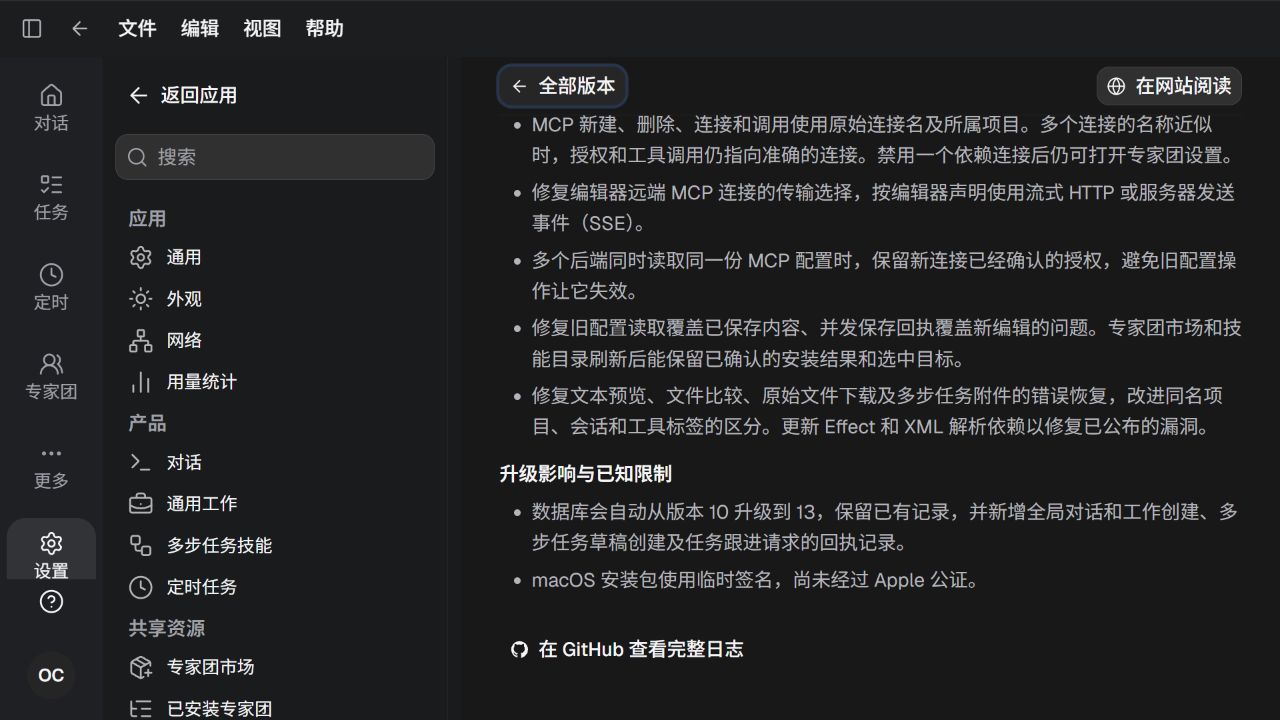 文件 编辑 视图 帮助
对话
任务
定时
专家团
更多
设置
OC
返回应用
搜索
应用
通用
外观
网络
用量统计
产品
对话
通用工作
多步任务技能
定时任务
共享资源
专家团市场
已安装专家团
全部版本
在网站阅读
MCP 新建、删除、连接和调用使用原始连接名及所属项目。多个连接的名称近似
时，授权和工具调用仍指向准确的连接。禁用一个依赖连接后仍可打开专家团设置。
修复编辑器远端 MCP 连接的传输选择，按编辑器声明使用流式 HTTP 或服务器发送
事件（SSE）。
多个后端同时读取同一份 MCP 配置时，保留新连接已经确认的授权，避免旧配置操
作让它失效。
修复旧配置读取覆盖已保存内容、并发保存回执覆盖新编辑的问题。专家团市场和技
能目录刷新后能保留已确认的安装结果和选中目标。
修复文本预览、文件比较、原始文件下载及多步任务附件的错误恢复，改进同名项
目、会话和工具标签的区分。更新 Effect 和 XML 解析依赖以修复已公布的漏洞。
升级影响与已知限制
数据库会自动从版本 10 升级到 13，保留已有记录，并新增全局对话和工作创建、多
步任务草稿创建及任务跟进请求的回执记录。
macOS 安装包使用临时签名，尚未经过 Apple 公证。
在 GitHub 查看完整日志